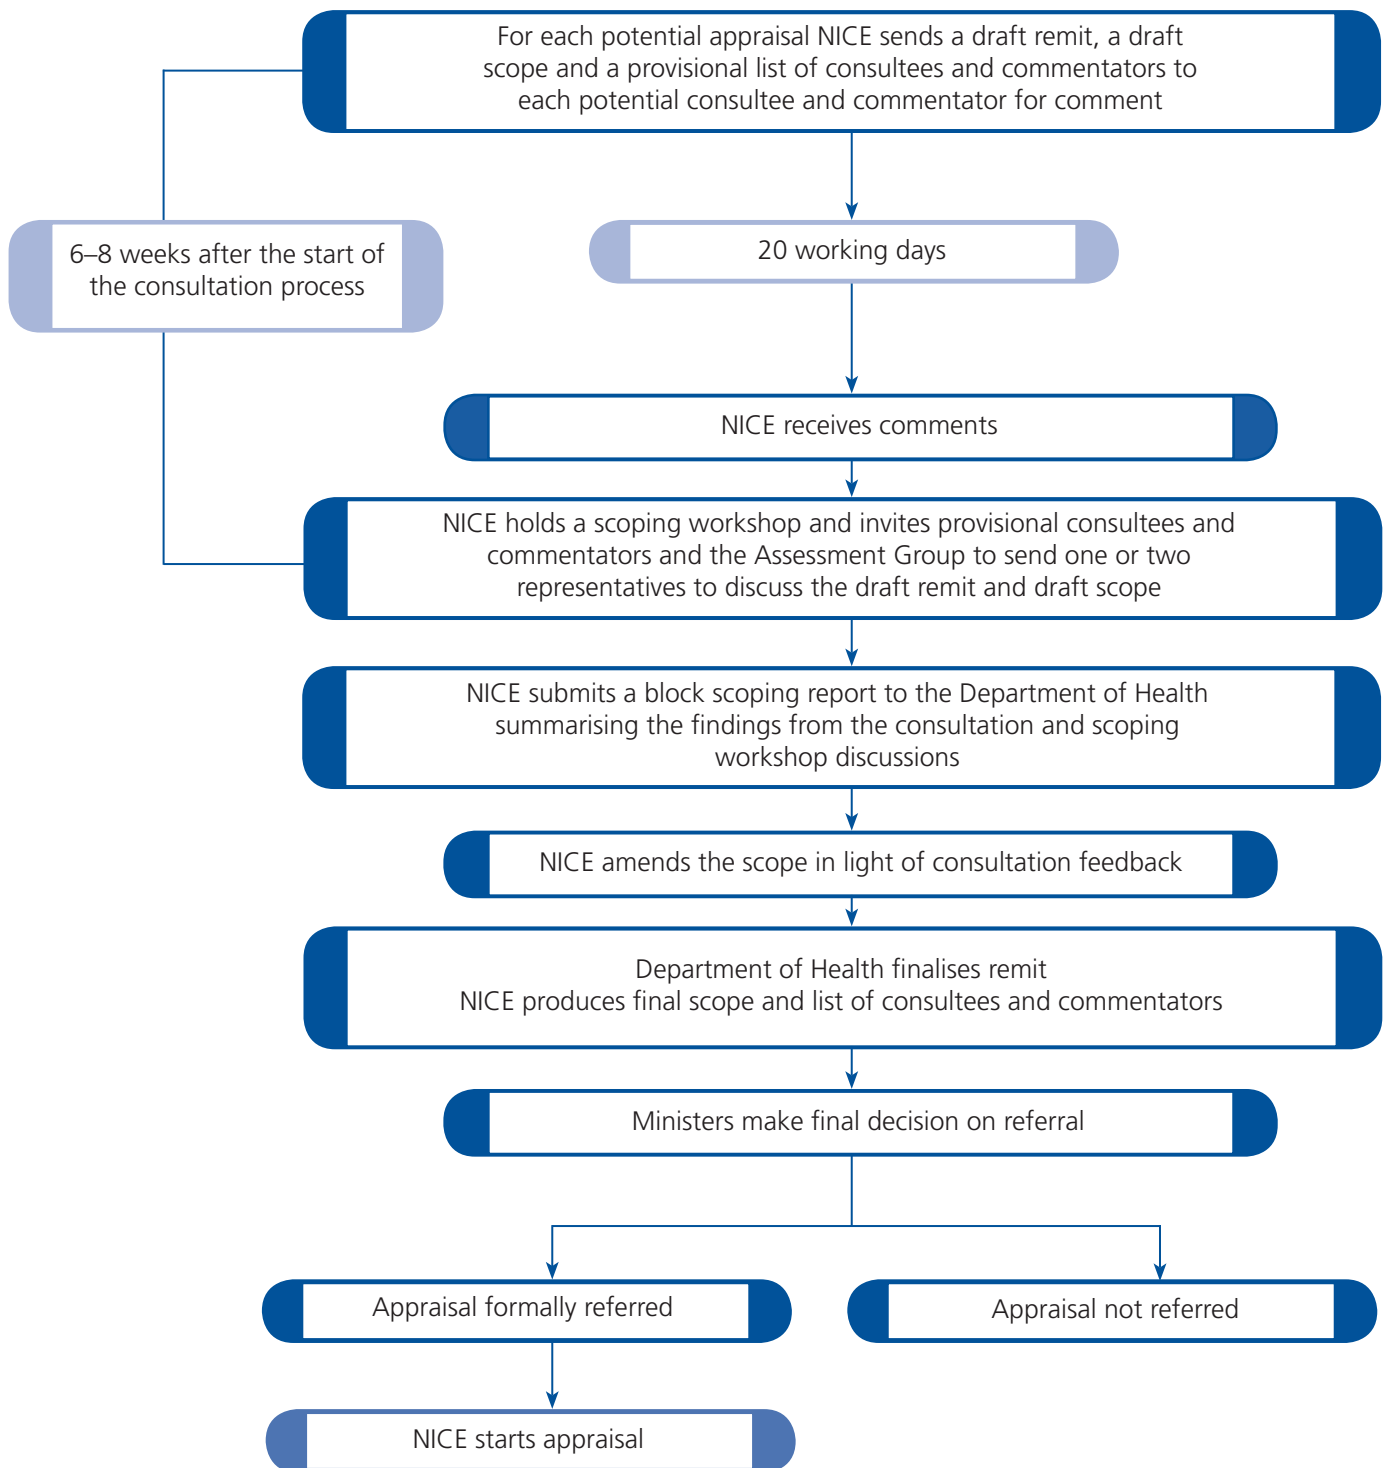 For each potential appraisal NICE sends a draft remit, a draft
scope and a provisional list of consultees and commentators to
each potential consultee and commentator for comment
6–8 weeks after the start of
the consultation process
20 working days
NICE receives comments
NICE holds a scoping workshop and invites provisional consultees and
commentators and the Assessment Group to send one or two
representatives to discuss the draft remit and draft scope
NICE submits a block scoping report to the Department of Health
summarising the findings from the consultation and scoping
workshop discussions
NICE amends the scope in light of consultation feedback
Department of Health finalises remit
NICE produces final scope and list of consultees and commentators
Ministers make final decision on referral
Appraisal formally referred
Appraisal not referred
NICE starts appraisal